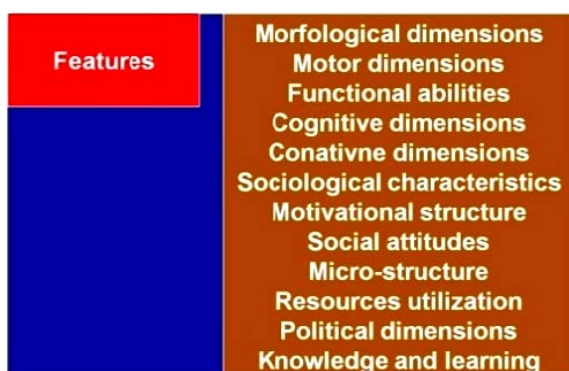 Features
Morfological dimensions
Motor dimensions
Functional abilities
Cognitive dimensions
Conativne dimensions
Sociological characteristics
Motivational structure
Social attitudes
Micro-structure
Resources utilization
Political dimensions
Knowledge and learning